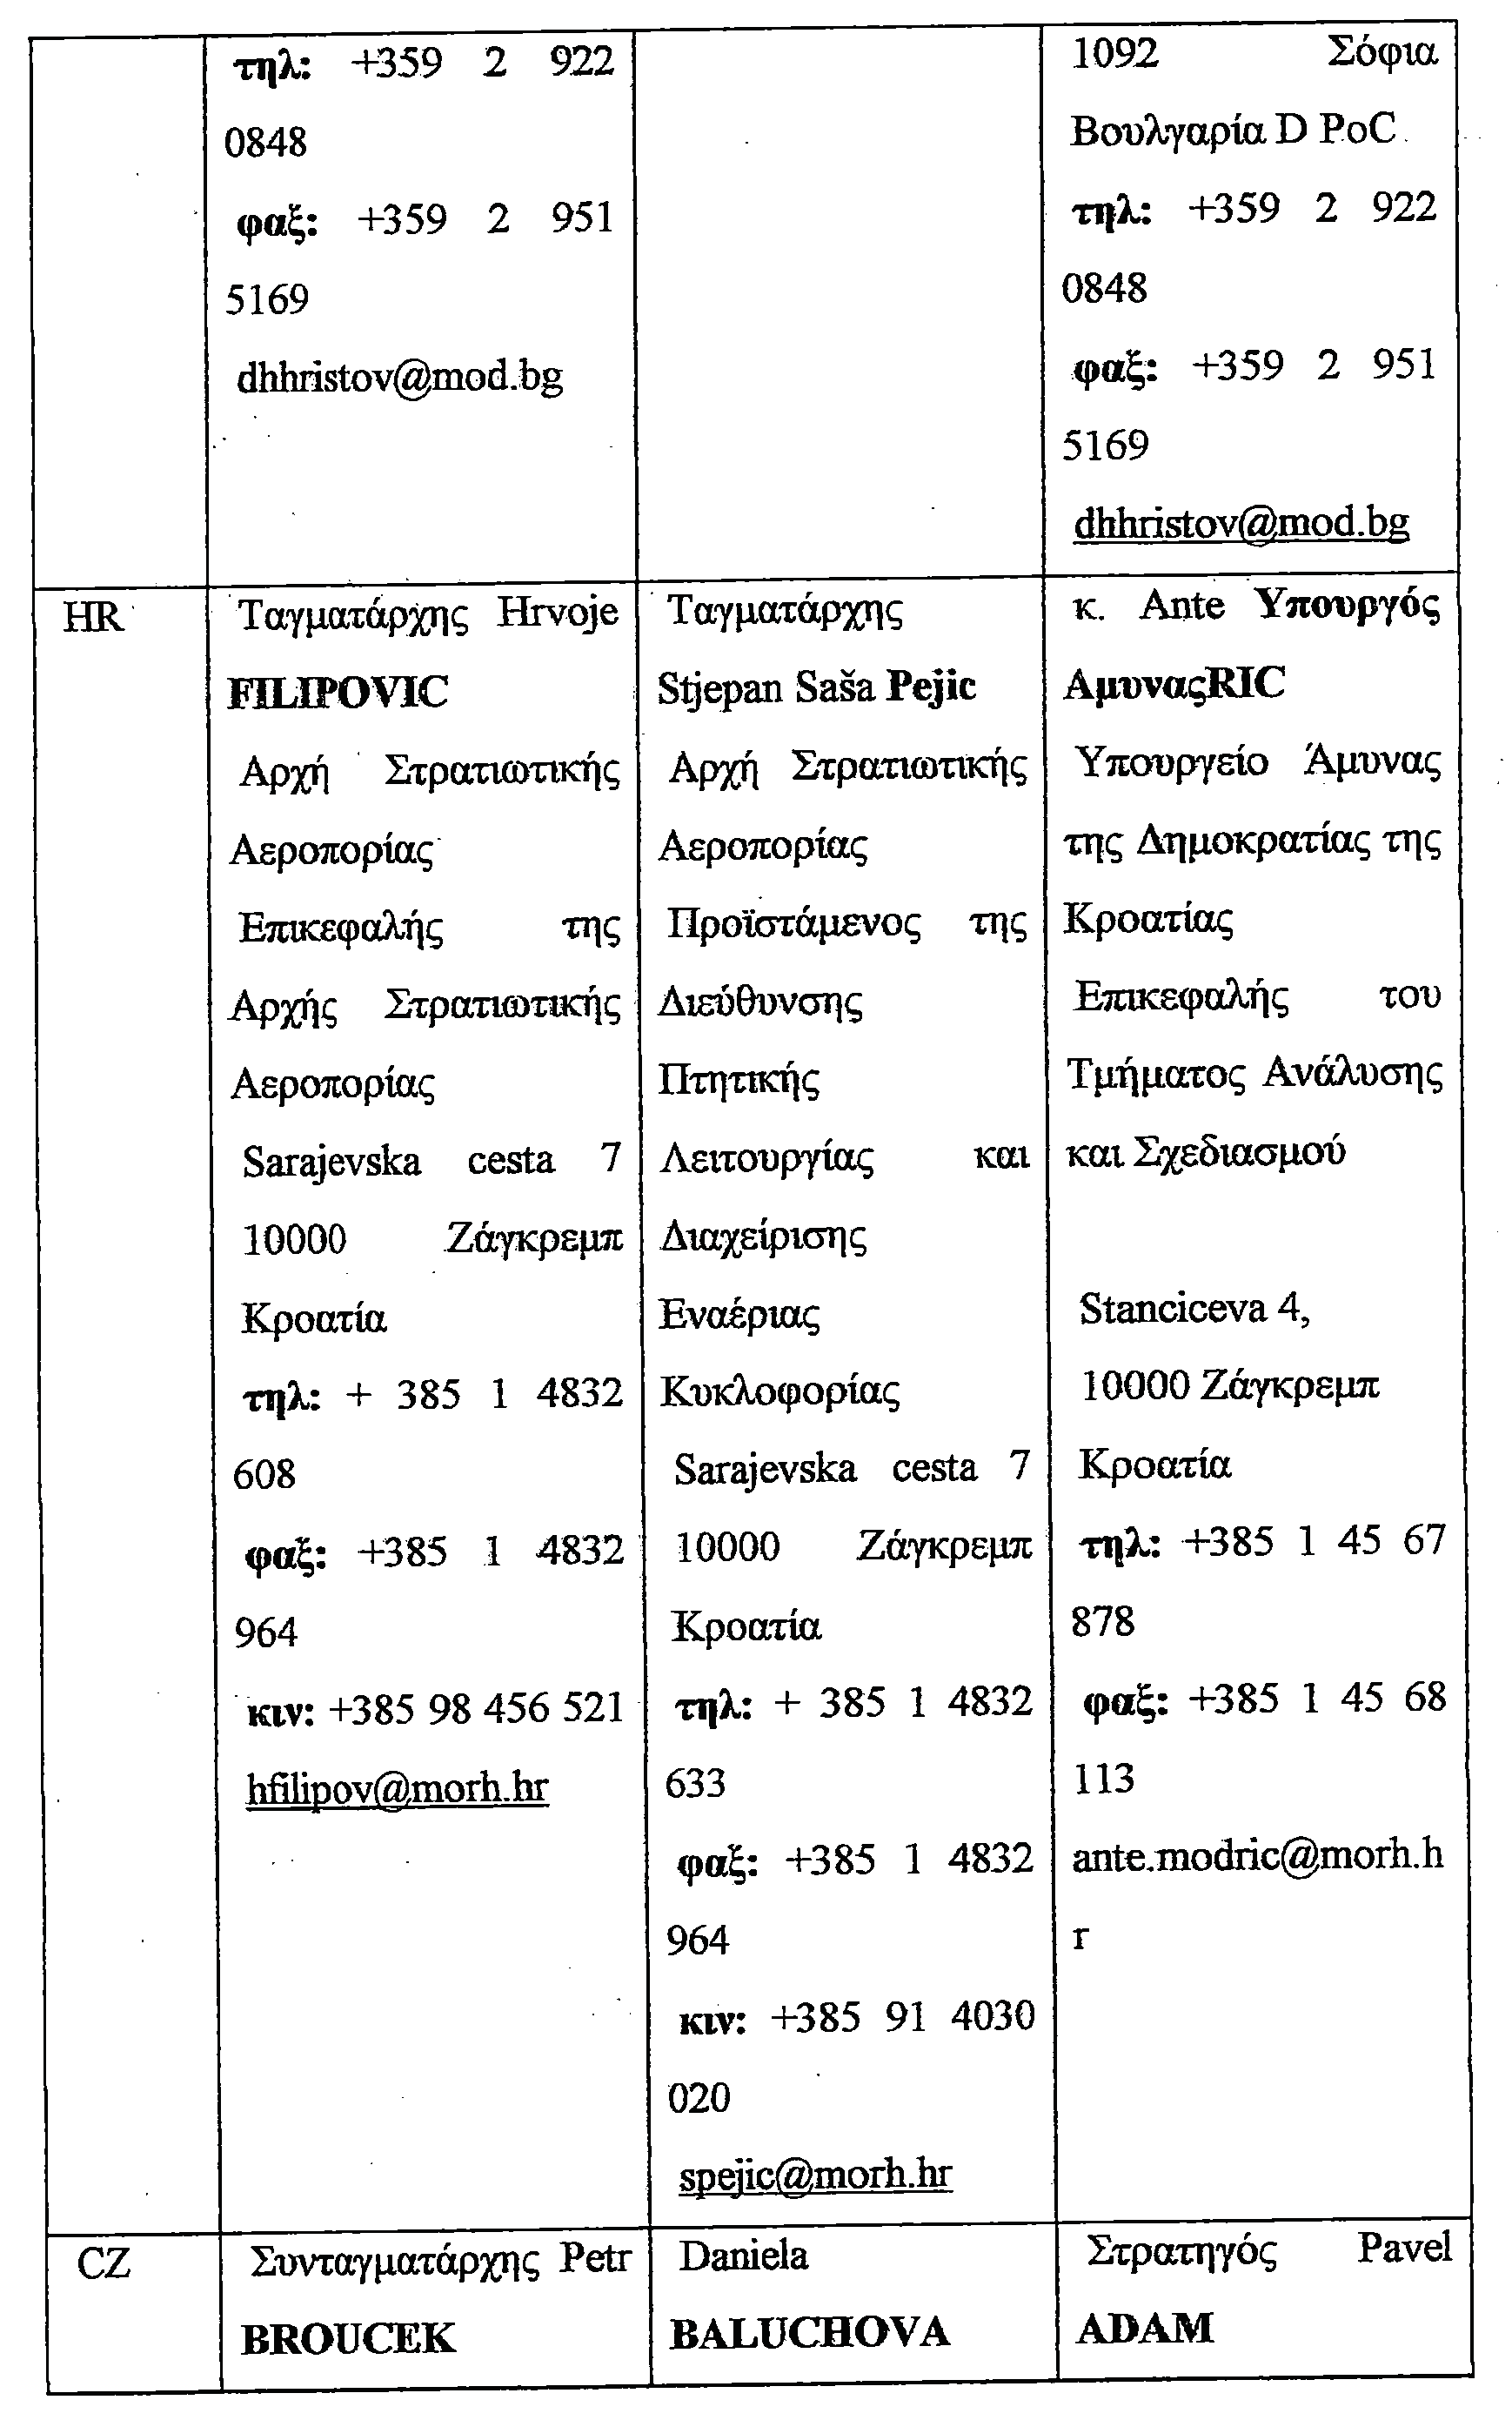 τηλ: +359 2 922
0848
φαξ: +359 2 951
5169
dhhristov@mod.bg
1092 Σόφια
Βουλγαρία D PoC
τηλ: +359 2 922
0848
φαξ: +359 2 951
5169
dhhristov@mod.bg
HR
Ταγματάρχης Hrvoje
FILIPOVIC
Αρχή Στρατιωτικής
Αεροπορίας
Επικεφαλής της
Αρχής Στρατιωτικής
Αεροπορίας
Sarajevska cesta 7
10000 Ζάγκρεμπ
Κροατία
τηλ: + 385 1 4832
608
φαξ: +385 1 4832
964
κιν: +385 98 456 521
hfilipov@morh.hr
Ταγματάρχης
Stjepan Saša Pejic
Αρχή Στρατιωτικής
Αεροπορίας
Προϊστάμενος της
Διεύθυνσης
Πτητικής
Λειτουργίας και
Διαχείρισης
Εναέριας
Κυκλοφορίας
Sarajevska cesta 7
10000 Ζάγκρεμπ
Κροατία
τηλ: + 385 1 4832
633
φαξ: +385 1 4832
964
κιν: +385 91 4030
020
spejic@morh.hr
κ. Ante Υπουργός
ΑμυναςRIC
Υπουργείο Άμυνας
της Δημοκρατίας της
Κροατίας
Επικεφαλής του
Τμήματος Ανάλυσης
και Σχεδιασμού
Stanciceva 4,
10000 Ζάγκρεμπ
Κροατία
τηλ: +385 1 45 67
878
φαξ: +385 1 45 68
113
ante.modric@morh.h
r
CZ
Συνταγματάρχης Petr
BROUCEK
Daniela
BALUCHOVA
Στρατηγός Pavel
ADAM